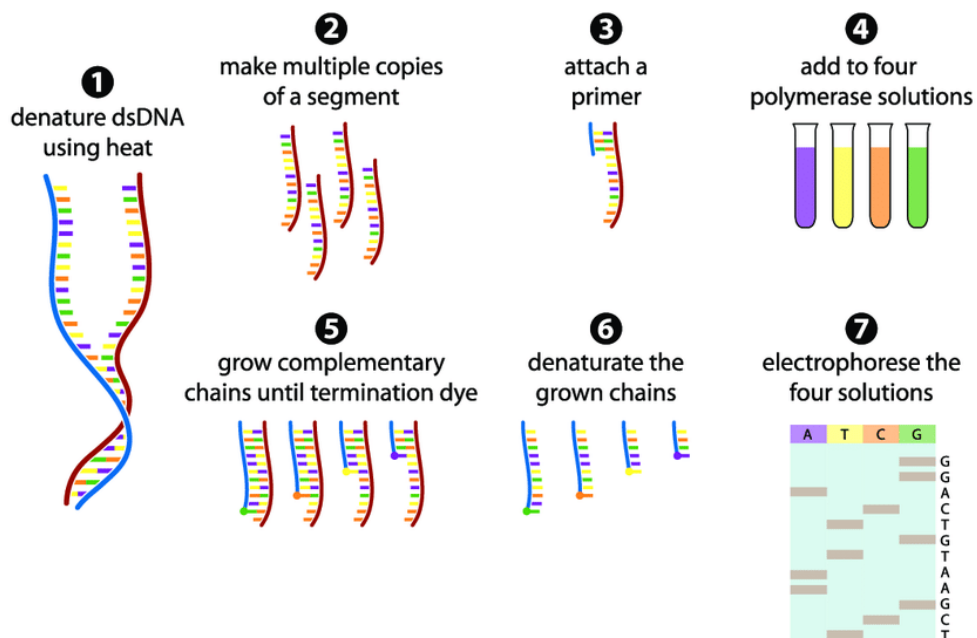 1
denature dsDNA
using heat
2
make multiple copies
of a segment
3
attach a
primer
4
add to four
polymerase solutions
5
grow complementary
chains until termination dye
6
denaturate the
grown chains
7
electrophorese the
four solutions
A T C G
G
G
A
C
T
G
T
A
A
G
C
T